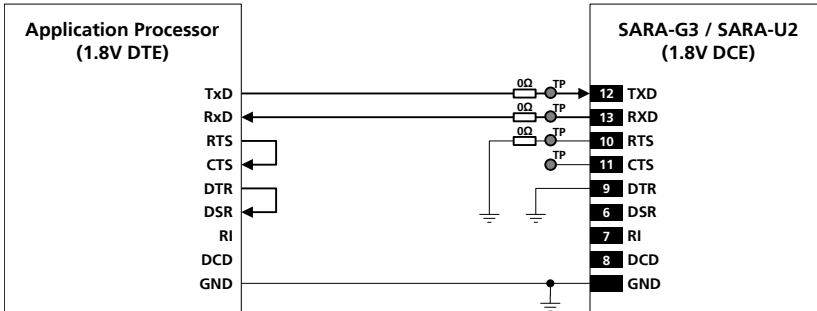 Application Processor
(1.8V DTE)
SARA-G3 / SARA-U2
(1.8V DCE)
TxD 0Ω TP 12 TXD
RxD 0Ω TP 13 RXD
RTS 0Ω TP 10 RTS
CTS TP 11 CTS
DTR 9 DTR
DSR 6 DSR
RI 7 RI
DCD 8 DCD
GND GND